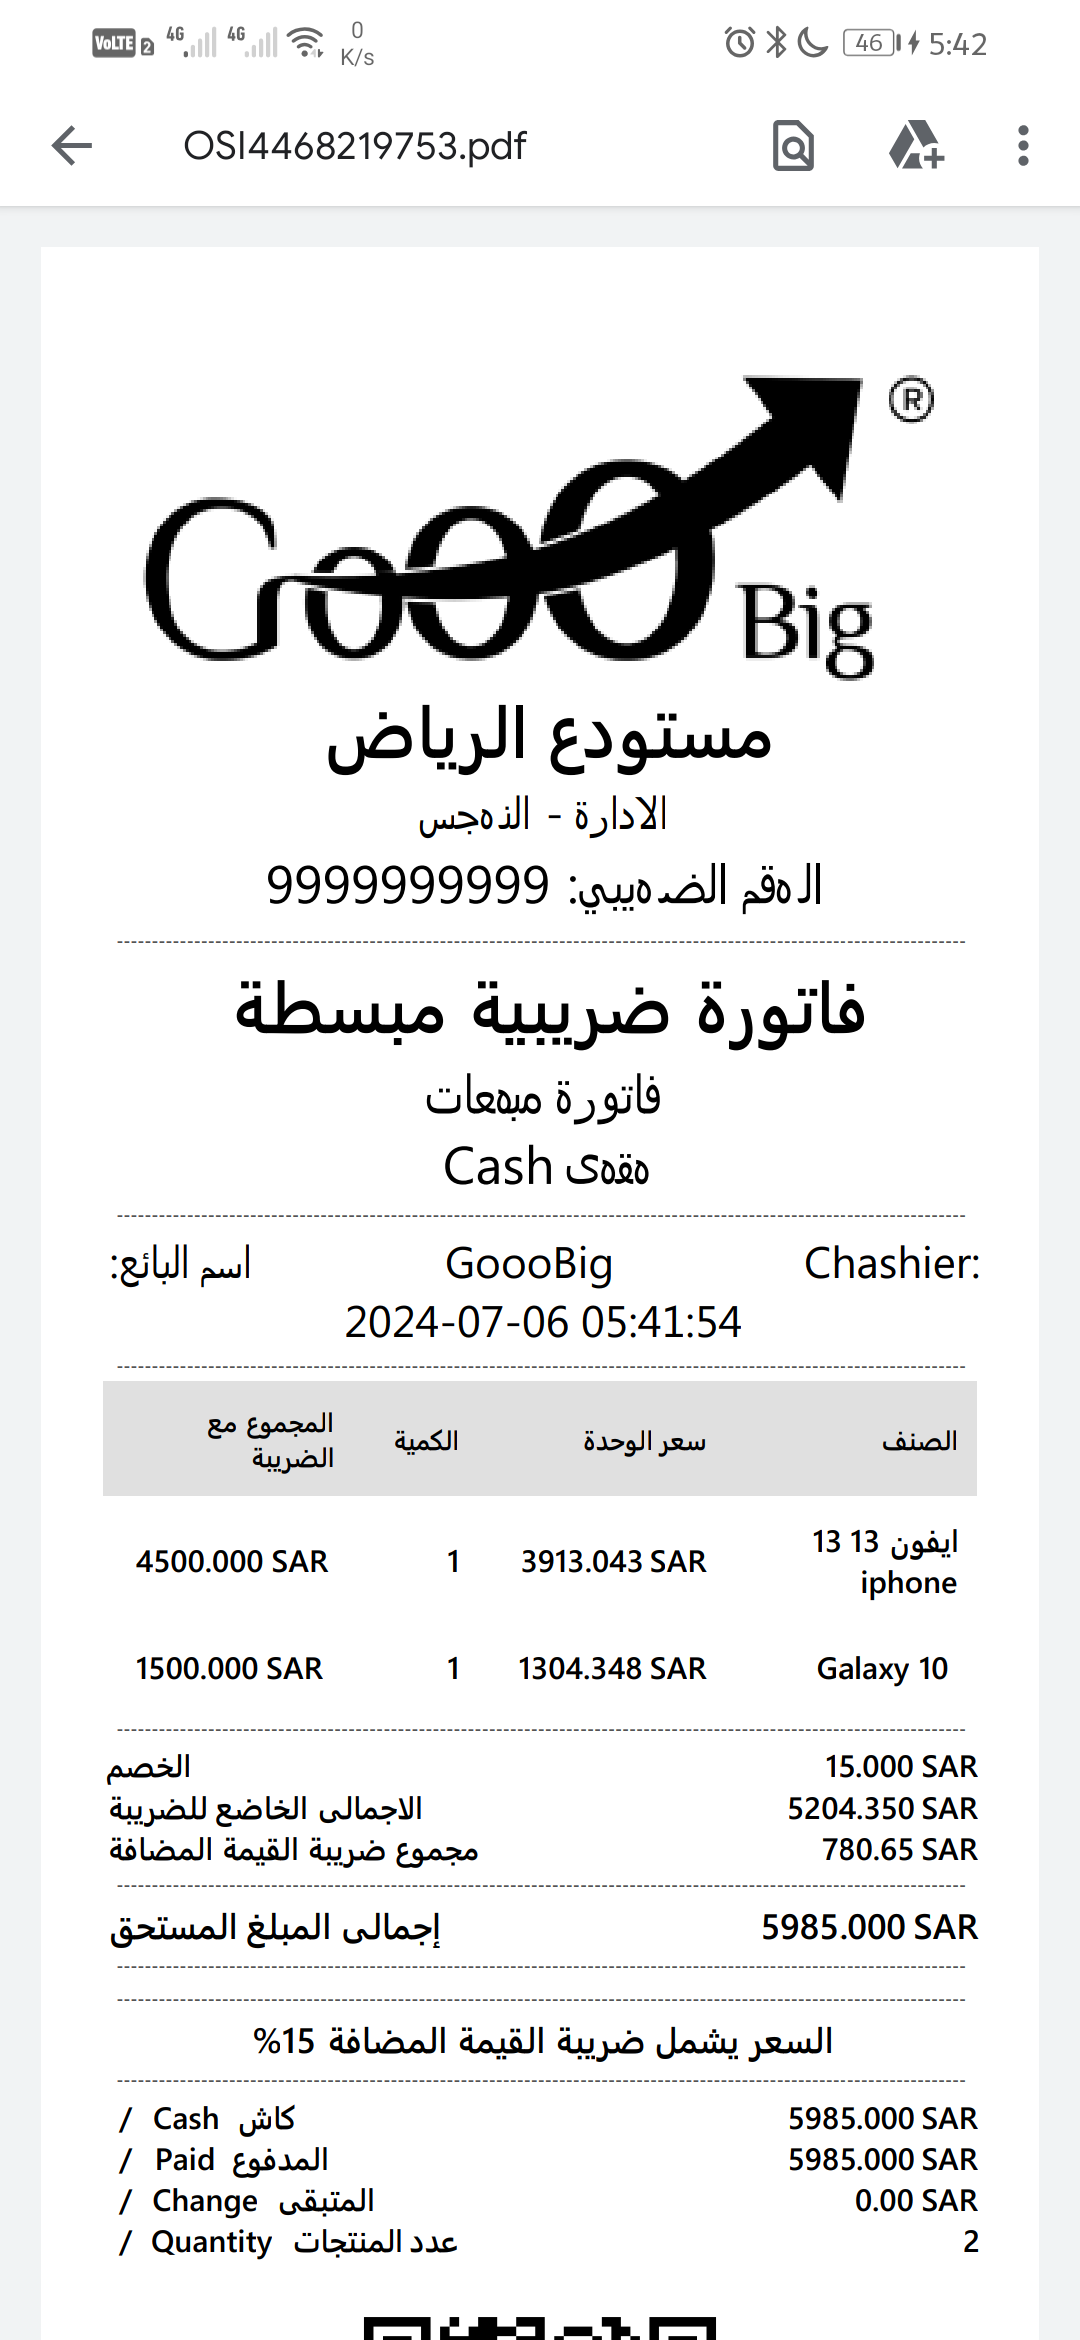 VoLTE 2 4G 4G 0 K/s 46 5:42
OSI4468219753.pdf
GoooBig ®
مستودع الرياض
الادارة -
9999999999
فاتورة ضريبية مبسطة
فاتورة
Cash
اسم البائع: GoooBig Chashier:
2024-07-06 05:41:54
الصنف سعر الوحدة الكمية المجموع مع الضريبة
ايفون 13 13 iphone 3913.043 SAR 1 4500.000 SAR
Galaxy 10 1304.348 SAR 1 1500.000 SAR
الخصم 15.000 SAR
الاجمالى الخاضع للضريبة 5204.350 SAR
مجموع ضريبة القيمة المضافة 780.65 SAR
إجمالى المبلغ المستحق 5985.000 SAR
السعر يشمل ضريبة القيمة المضافة 15%
/ Cash كاش 5985.000 SAR
/ Paid المدفوع 5985.000 SAR
/ Change المتبقى 0.00 SAR
/ Quantity عدد المنتجات 2